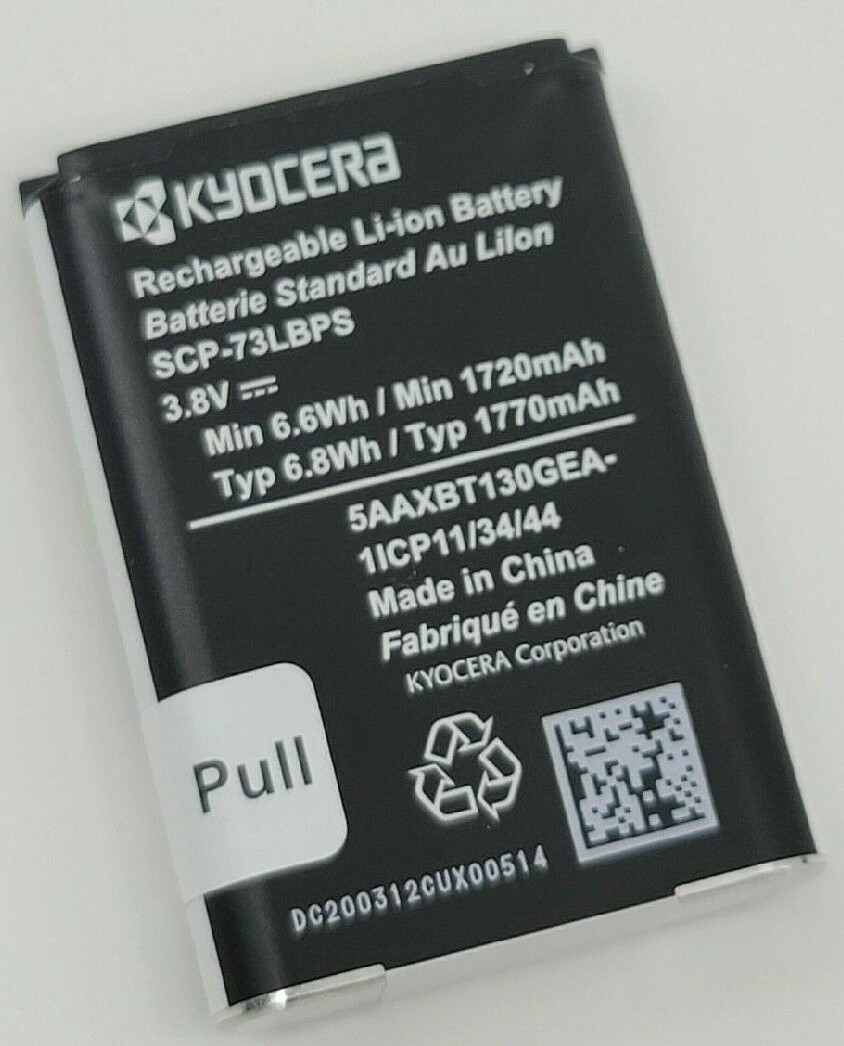 KYOCERA
Rechargeable Li-ion Battery
Batterie Standard Au LiIon
SCP-73LBPS
3.8V ⎓
Min 6.6Wh / Min 1720mAh
Typ 6.8Wh / Typ 1770mAh
5AAXBT130GEA-
1ICP11/34/44
Made in China
Fabriqué en Chine
KYOCERA Corporation
Pull
DC200312CUX00514